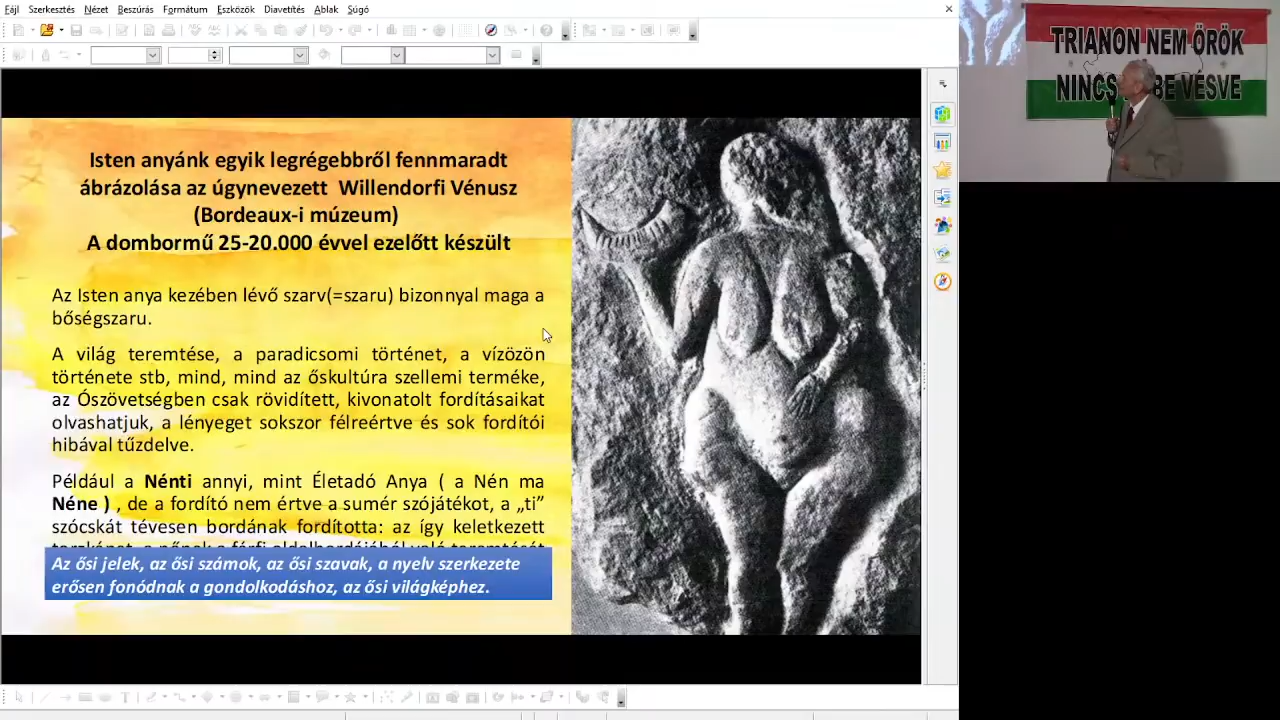 Fájl Szerkesztés Nézet Beszúrás Formátum Eszközök Diavetítés Ablak Súgó
TRIANON NEM ÖRÖK
NINCS BE VÉSVE
Isten anyánk egyik legrégebbről fennmaradt
ábrázolása az úgynevezett Willendorfi Vénusz
(Bordeaux-i múzeum)
A dombormű 25-20.000 évvel ezelőtt készült
Az Isten anya kezében lévő szarv(=szaru) bizonnyal maga a
bőségszaru.
A világ teremtése, a paradicsomi történet, a vízözön
története stb, mind, mind az őskultúra szellemi terméke,
az Ószövetségben csak rövidített, kivonatolt fordításaikat
olvashatjuk, a lényeget sokszor félreértve és sok fordítói
hibával tűzdelve.
Például a Nénti annyi, mint Életadó Anya ( a Nén ma
Néne ) , de a fordító nem értve a sumér szójátékot, a „ti”
szócskát tévesen bordának fordította: az így keletkezett
Az ősi jelek, az ősi számok, az ősi szavak, a nyelv szerkezete
erősen fonódnak a gondolkodáshoz, az ősi világképhez.